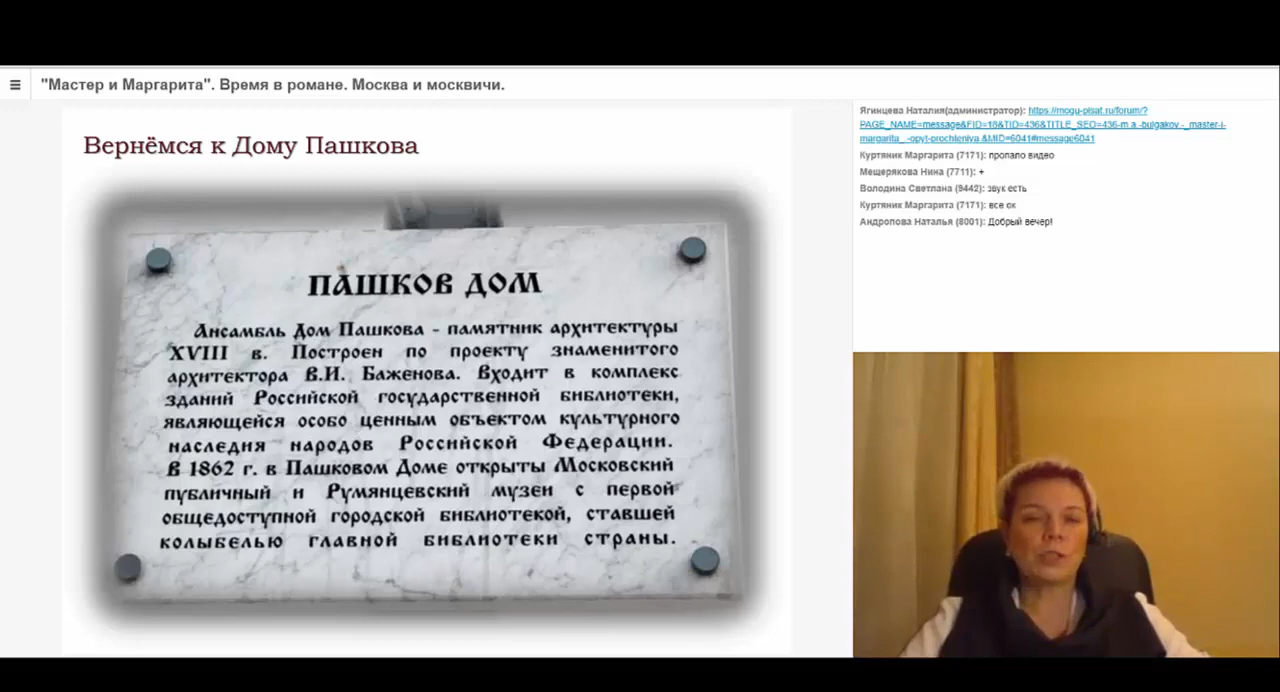 "Мастер и Маргарита". Время в романе. Москва и москвичи.
Вернёмся к Дому Пашкова
ПАШКОВ ДОМ
Ансамбль Дом Пашкова - памятник архитектуры
XVIII в. Построен по проекту знаменитого
архитектора В.И. Баженова. Входит в комплекс
зданий Российской государственной библиотеки,
являющейся особо ценным объектом культурного
наследия народов Российской Федерации.
В 1862 г. в Пашковом Доме открыты Московский
публичный и Румянцевский музеи с первой
общедоступной городской библиотекой, ставшей
колыбелью главной библиотеки страны.
Ягинцева Наталия(администратор): https://mogu-pisat.ru/forum/?
PAGE_NAME=message&FID=18&TID=436&TITLE_SEO=436-m.a.-bulgakov.-_master-i-
margarita_.-opyt-prochteniya.&MID=6041#message6041
Куртяник Маргарита (7171): пропало видео
Мещерякова Нина (7711): +
Володина Светлана (9442): звук есть
Куртяник Маргарита (7171): все ок
Андропова Наталья (8001): Добрый вечер!